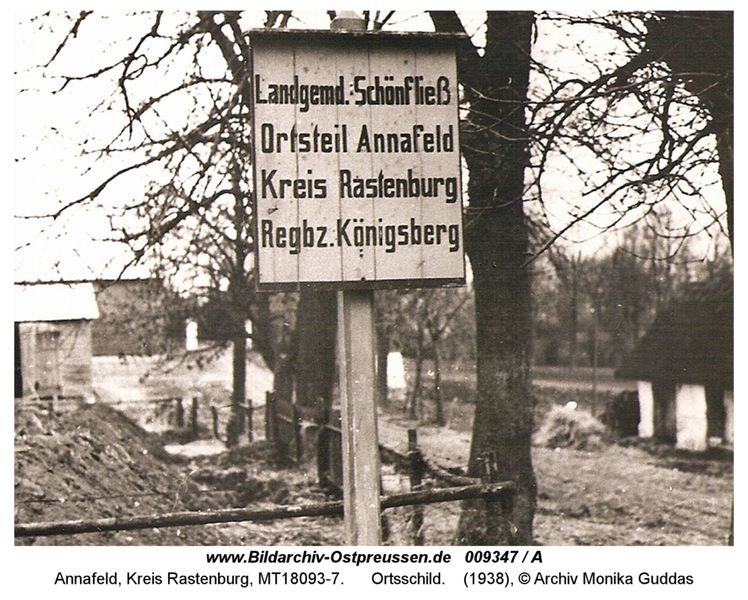 Landgemd.-Schönfließ
Ortsteil Annafeld
Kreis Rastenburg
Regbz. Königsberg
www.Bildarchiv-Ostpreussen.de 009347 / A
Annafeld, Kreis Rastenburg, MT18093-7. Ortsschild. (1938), © Archiv Monika Guddas